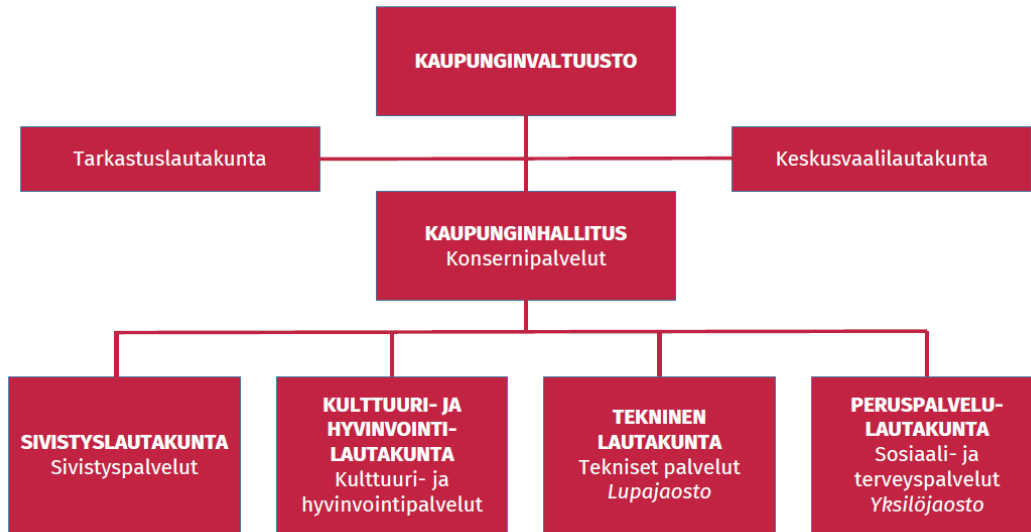 KAUPUNGINVALTUUSTO
Tarkastuslautakunta
Keskusvaalilautakunta
KAUPUNGINHALLITUS
Konsernipalvelut
SIVISTYSLAUTAKUNTA
Sivistyspalvelut
KULTTUURI- JA
HYVINVOINTI-
LAUTAKUNTA
Kulttuuri- ja
hyvinvointipalvelut
TEKNINEN
LAUTAKUNTA
Tekniset palvelut
Lupajaosto
PERUSPALVELU-
LAUTAKUNTA
Sosiaali- ja
terveyspalvelut
Yksilöjaosto